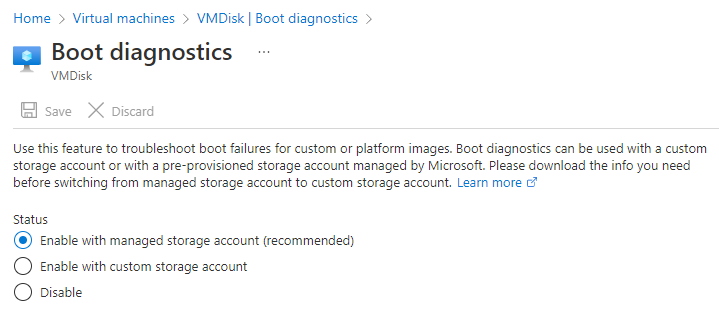 Home > Virtual machines > VMDisk | Boot diagnostics >
Boot diagnostics ...
VMDisk
Save Discard
Use this feature to troubleshoot boot failures for custom or platform images. Boot diagnostics can be used with a custom
storage account or with a pre-provisioned storage account managed by Microsoft. Please download the info you need
before switching from managed storage account to custom storage account. Learn more
Status
Enable with managed storage account (recommended)
Enable with custom storage account
Disable